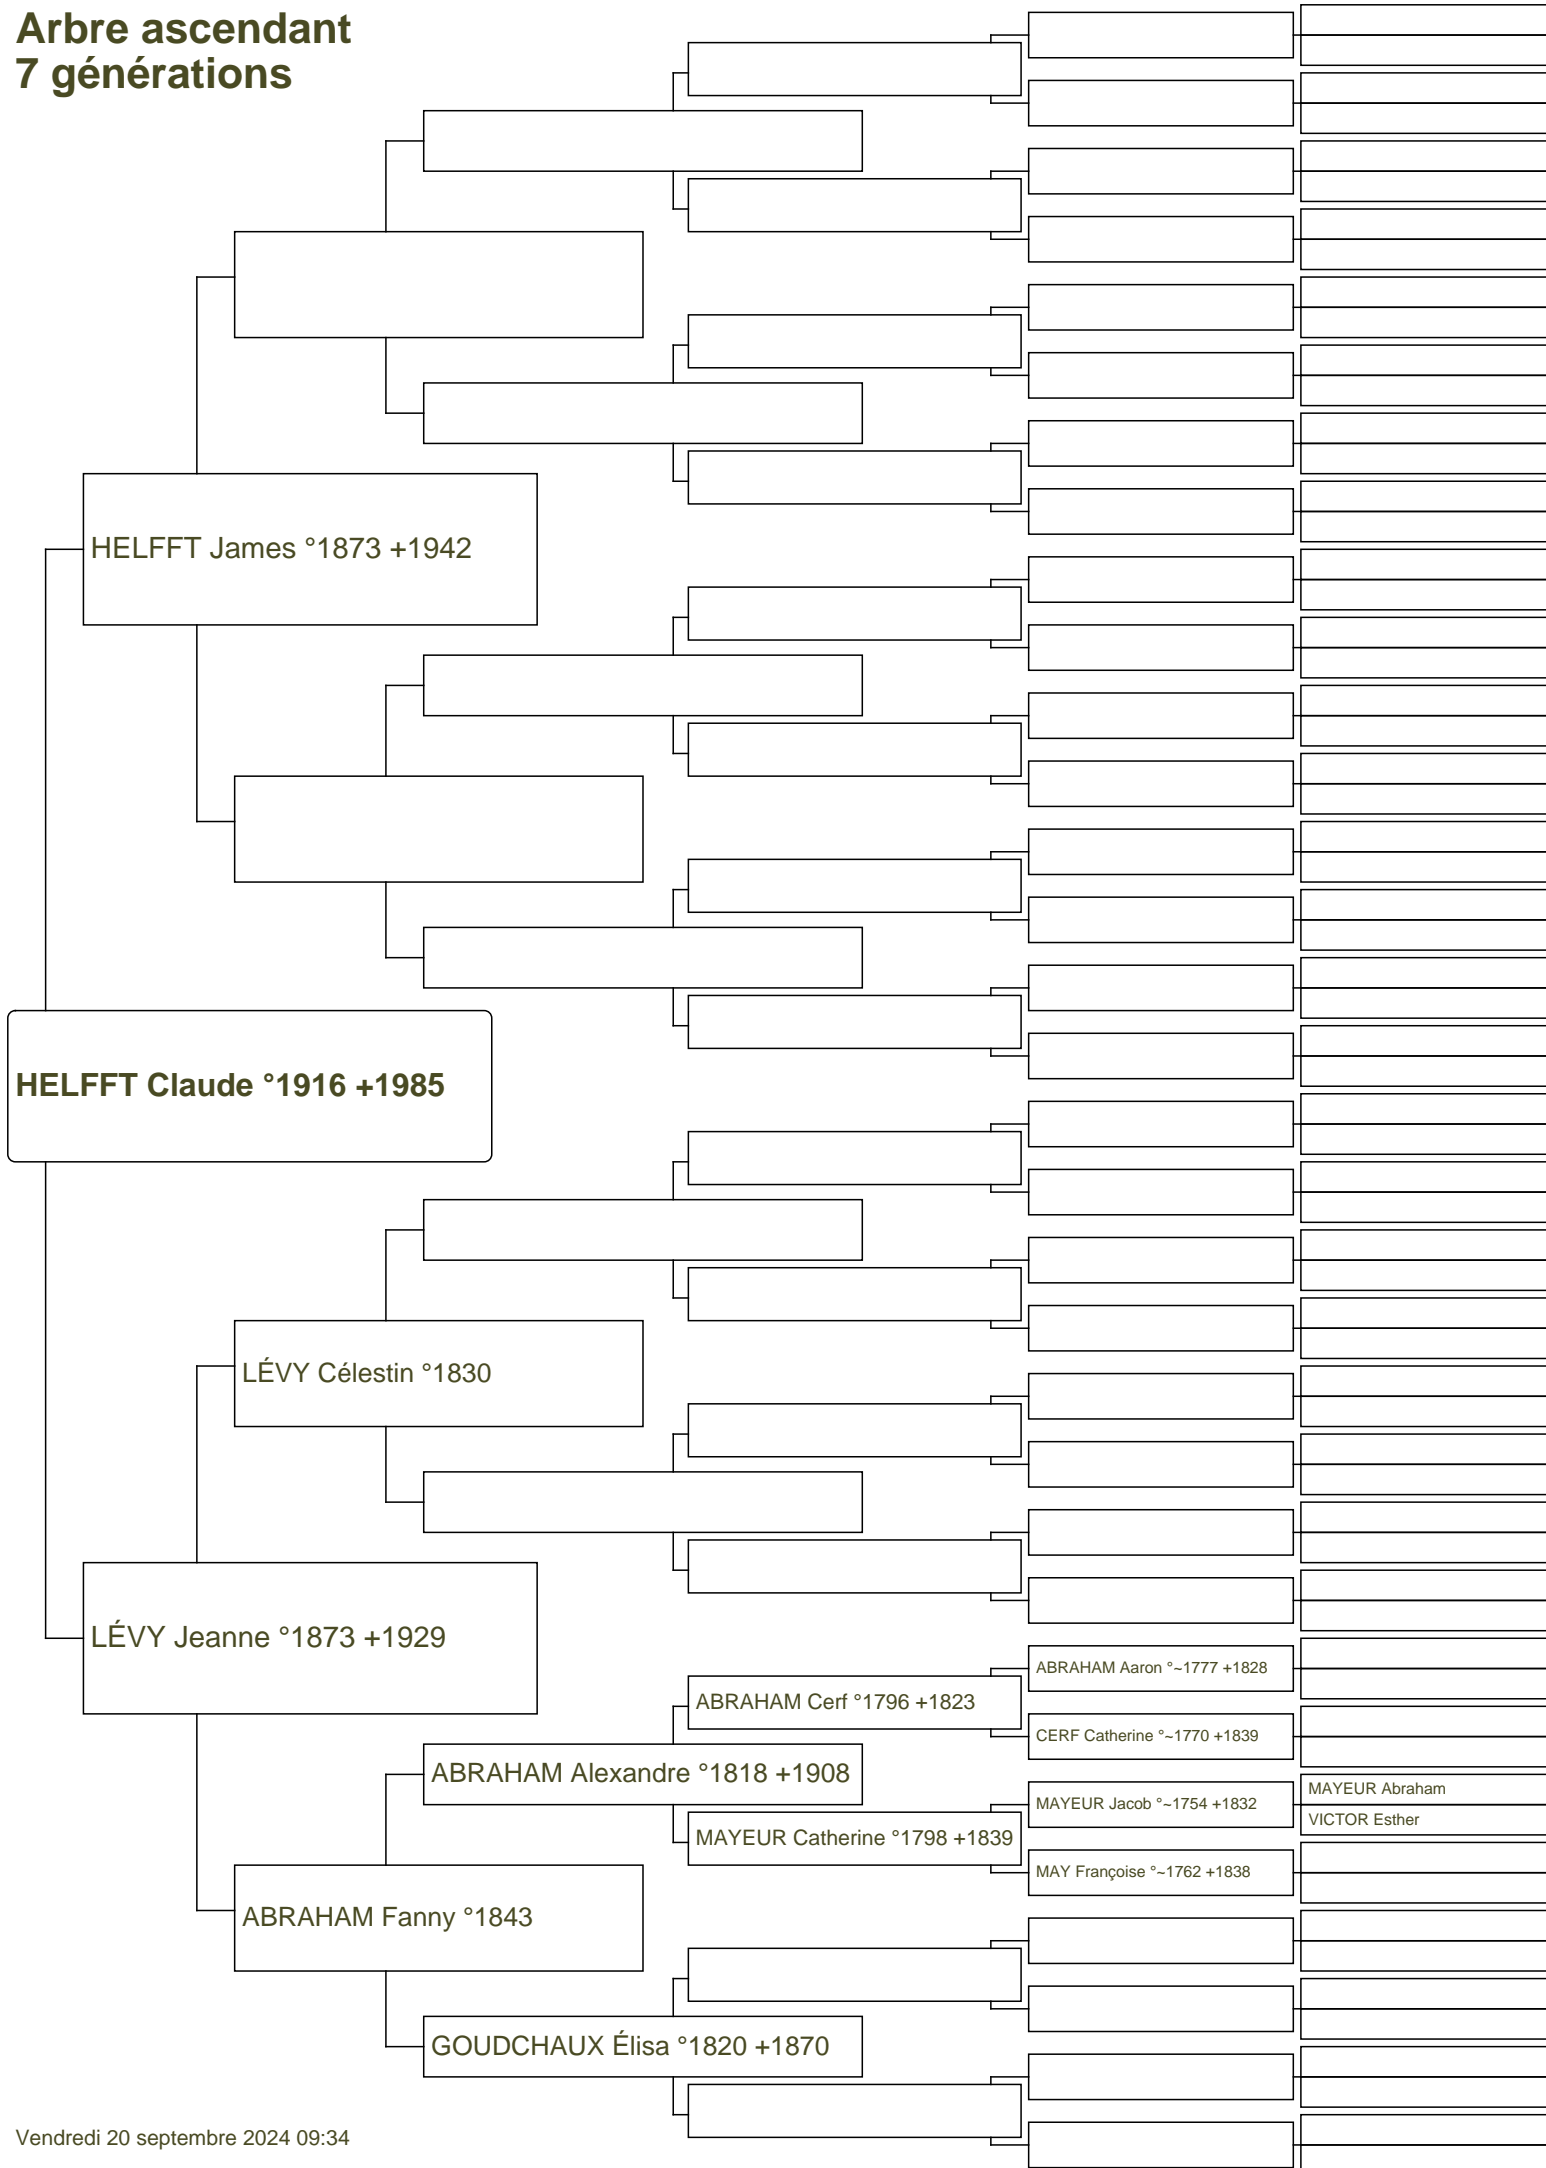 Arbre ascendant
7 générations
HELFFT James °1873 +1942
HELFFT Claude °1916 +1985
LÉVY Célestin °1830
LÉVY Jeanne °1873 +1929
ABRAHAM Aaron °~1777 +1828
ABRAHAM Cerf °1796 +1823
CERF Catherine °~1770 +1839
ABRAHAM Alexandre °1818 +1908
MAYEUR Abraham
MAYEUR Jacob °~1754 +1832
VICTOR Esther
MAYEUR Catherine °1798 +1839
MAY Françoise °~1762 +1838
ABRAHAM Fanny °1843
GOUDCHAUX Élisa °1820 +1870
Vendredi 20 septembre 2024 09:34